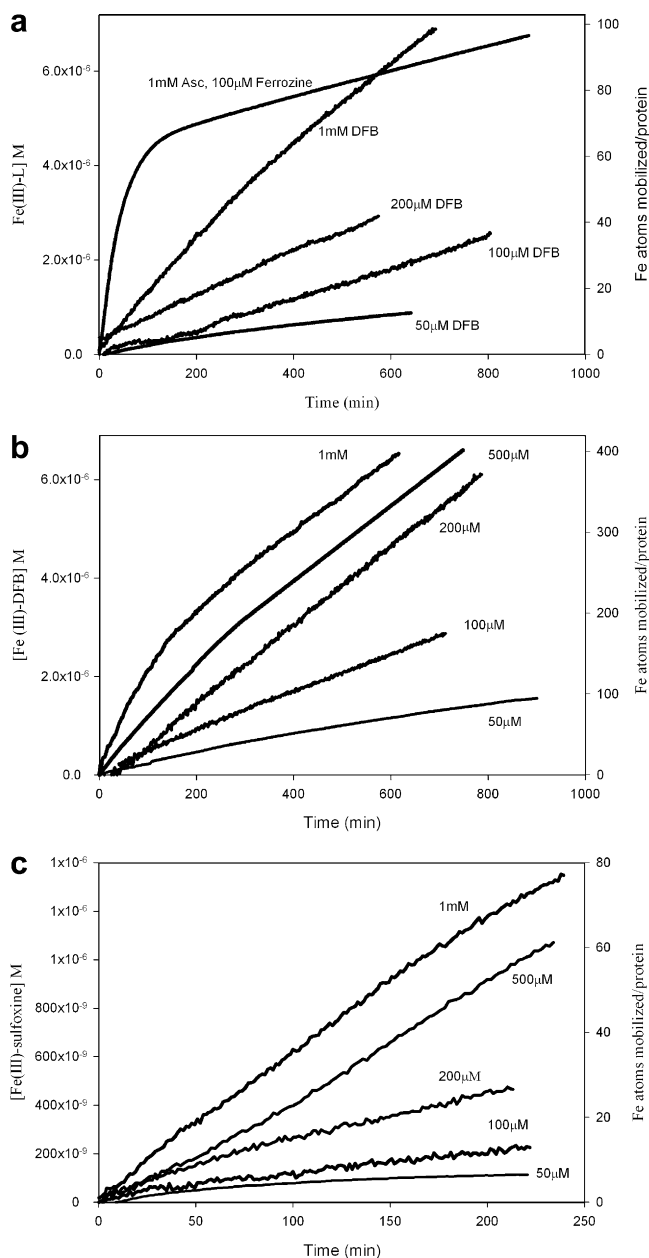 a
100
6.0x10-6
1mM Asc, 100μM Ferrozine
80
1mM DFB
Fe(III)-L] M
Fe atoms mobilized/protein
4.0x10-6
60
200μM DFB
40
100μM DFB
2.0x10-6
20
50μM DFB
0.0
0
0 200 400 600 800 1000
Time (min)
b
1mM
500μM
400
6.0x10-6
200μM
[Fe (III)-DFB] M
Fe atoms mobilized/protein
300
4.0x10-6
200
100μM
2.0x10-6
100
50μM
0.0
0
0 200 400 600 800 1000
Time (min)
c
1x10-6
80
1mM
1x10-6
60
1x10-6
500μM
[Fe(III)-sulfoxine] M
Fe atoms mobilized/protein
800x10-9
40
600x10-9
200μM
400x10-9
20
100μM
200x10-9
50μM
0
0
0 50 100 150 200 250
Time (min)